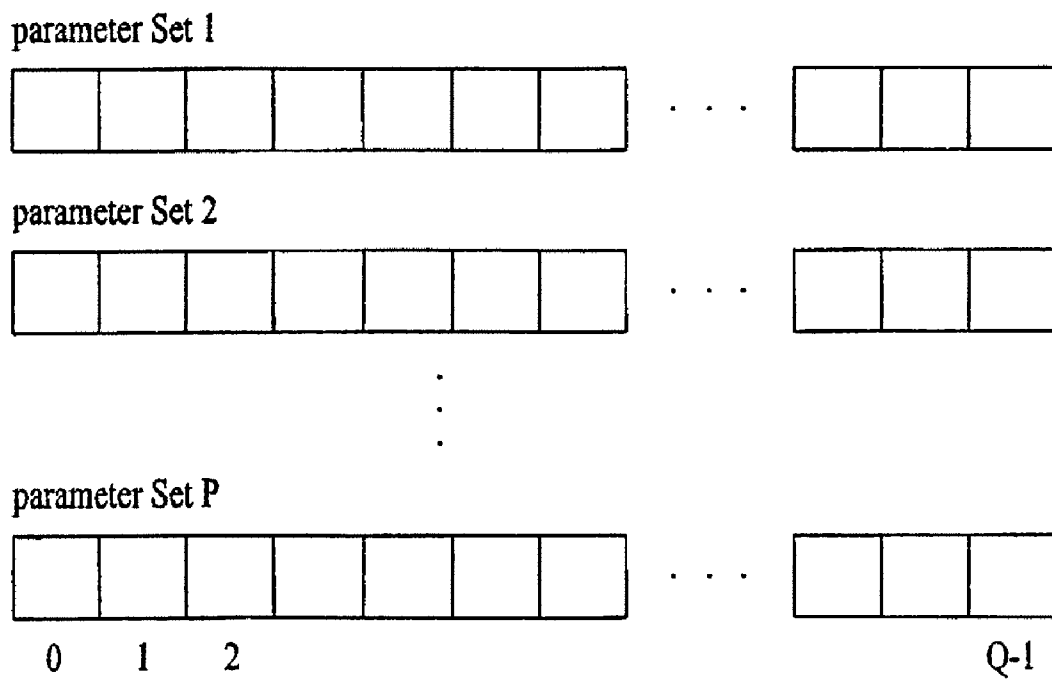 parameter Set 1
. . .
parameter Set 2
. . .
.
.
.
parameter Set P
. . .
0 1 2 Q-1